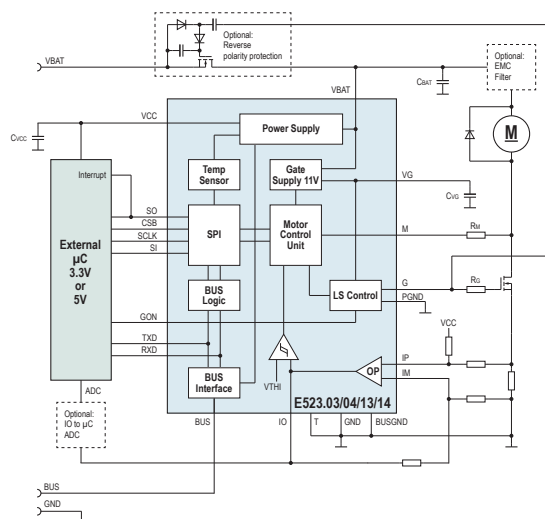 Optional:
Reverse
polarity protection
VBAT
Optional:
EMC
Filter
CBAT
VBAT
VCC
Power Supply
CVCC
M
Interrupt
Temp
Sensor
Gate
Supply 11V
VG
CVG
External
µC
3.3V
or
5V
SO
CSB
SCLK
SI
SPI
Motor
Control
Unit
M
RM
BUS
Logic
LS Control
G
RG
PGND
GON
VCC
TXD
RXD
IP
IM
OP
VTHI
BUS
Interface
ADC
E523.03/04/13/14
Optional:
IO to µC
ADC
BUS
IO
T
GND
BUSGND
BUS
GND